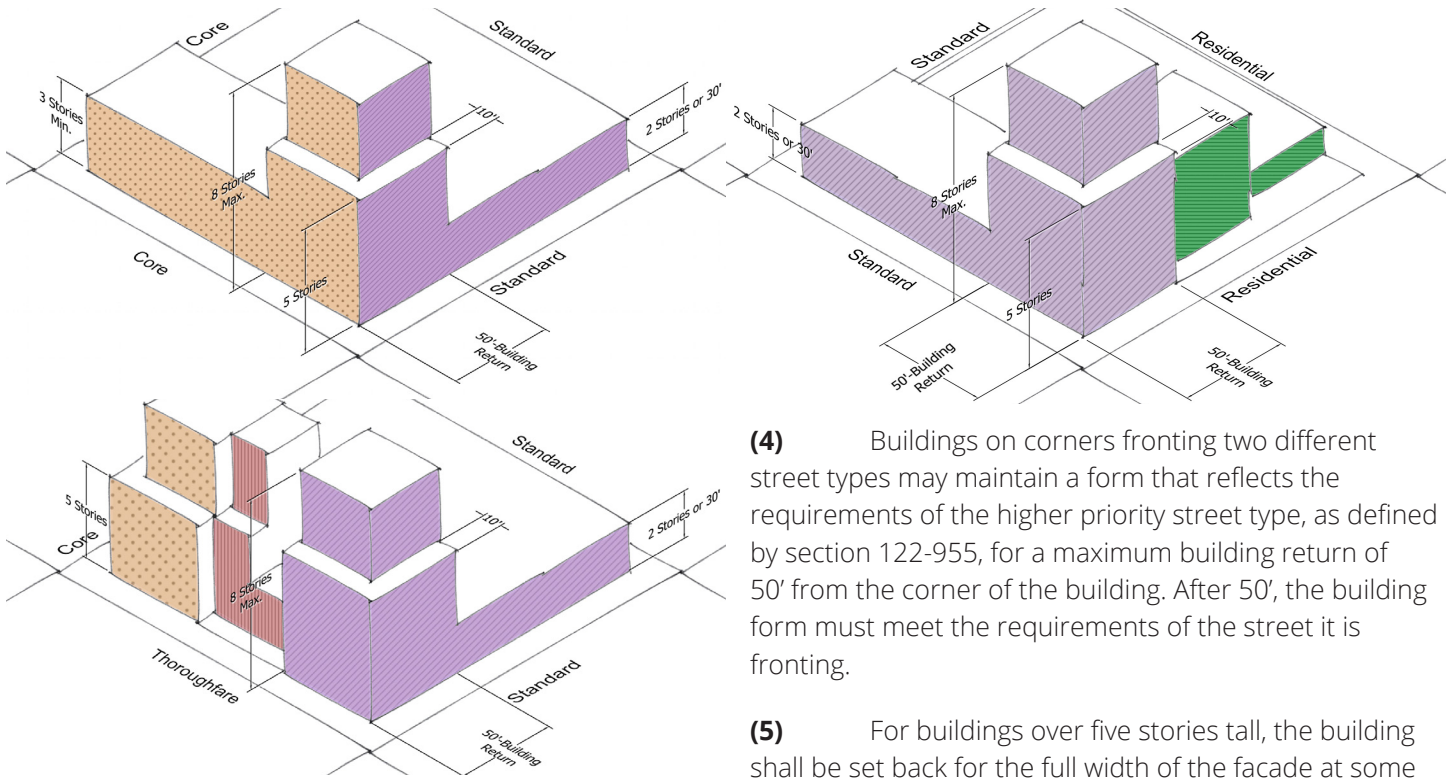 Core
Standard
3 Stories
Min.
10'
2 Stories or 30'
8 Stories
Max.
5 Stories
Core
Standard
50'-Building
Return
Standard
Residential
2 Stories or 30'
10'
8 Stories
Max.
5 Stories
Standard
Residential
50'-Building
Return
50'-Building
Return
Standard
5 Stories
Core
10'
2 Stories or 30'
8 Stories
Max.
Thoroughfare
Standard
50'-Building
Return
(4) Buildings on corners fronting two different
street types may maintain a form that reflects the
requirements of the higher priority street type, as defined
by section 122-955, for a maximum building return of
50’ from the corner of the building. After 50’, the building
form must meet the requirements of the street it is
fronting.
(5) For buildings over five stories tall, the building
shall be set back for the full width of the facade at some